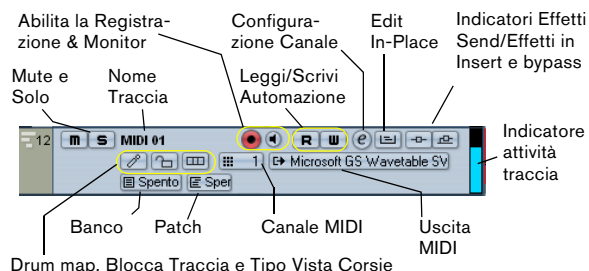 Abilita la Registra-
zione & Monitor
Configura-
zione Canale
Edit
In-Place
Indicatori Effetti
Send/Effetti in
Insert e bypass
Mute e
Solo
Nome
Traccia
Leggi/Scrivi
Automazione
12 m S MIDI 01 R W e
1 Microsoft GS Wavetable SV
Spento Sper
Indicatore
attività
traccia
Banco Patch Canale MIDI Uscita
MIDI
Drum map, Blocca Traccia e Tipo Vista Corsie